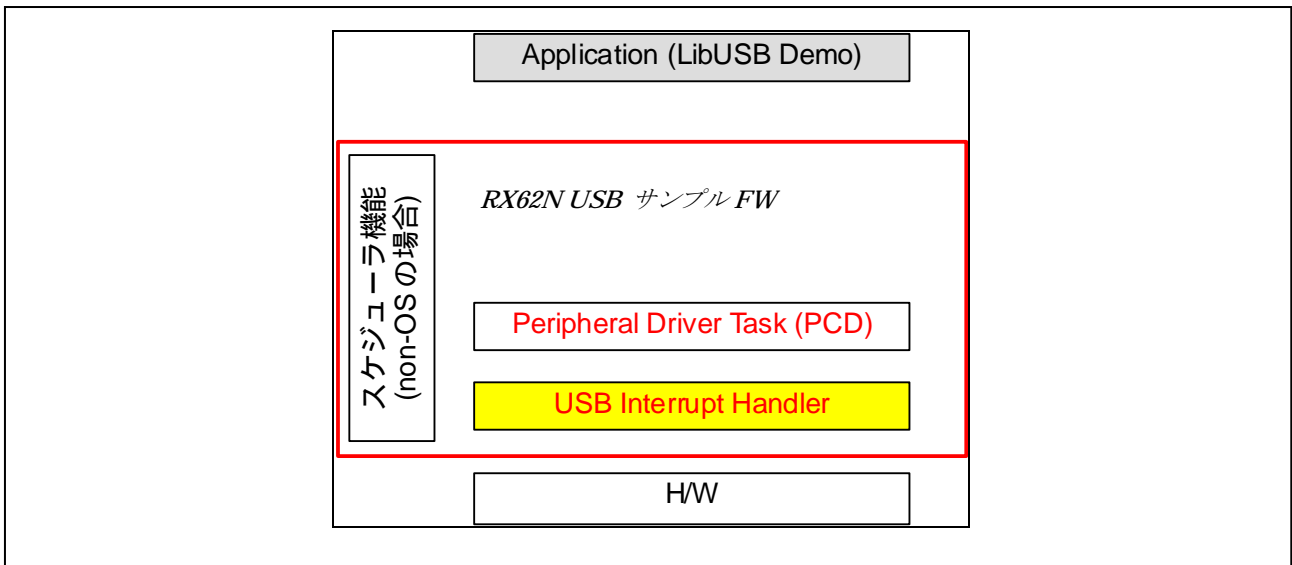 Application (LibUSB Demo)
スケジューラ機能
(non-OSの場合)
RX62N USB サンプル FW
Peripheral Driver Task (PCD)
USB Interrupt Handler
H/W